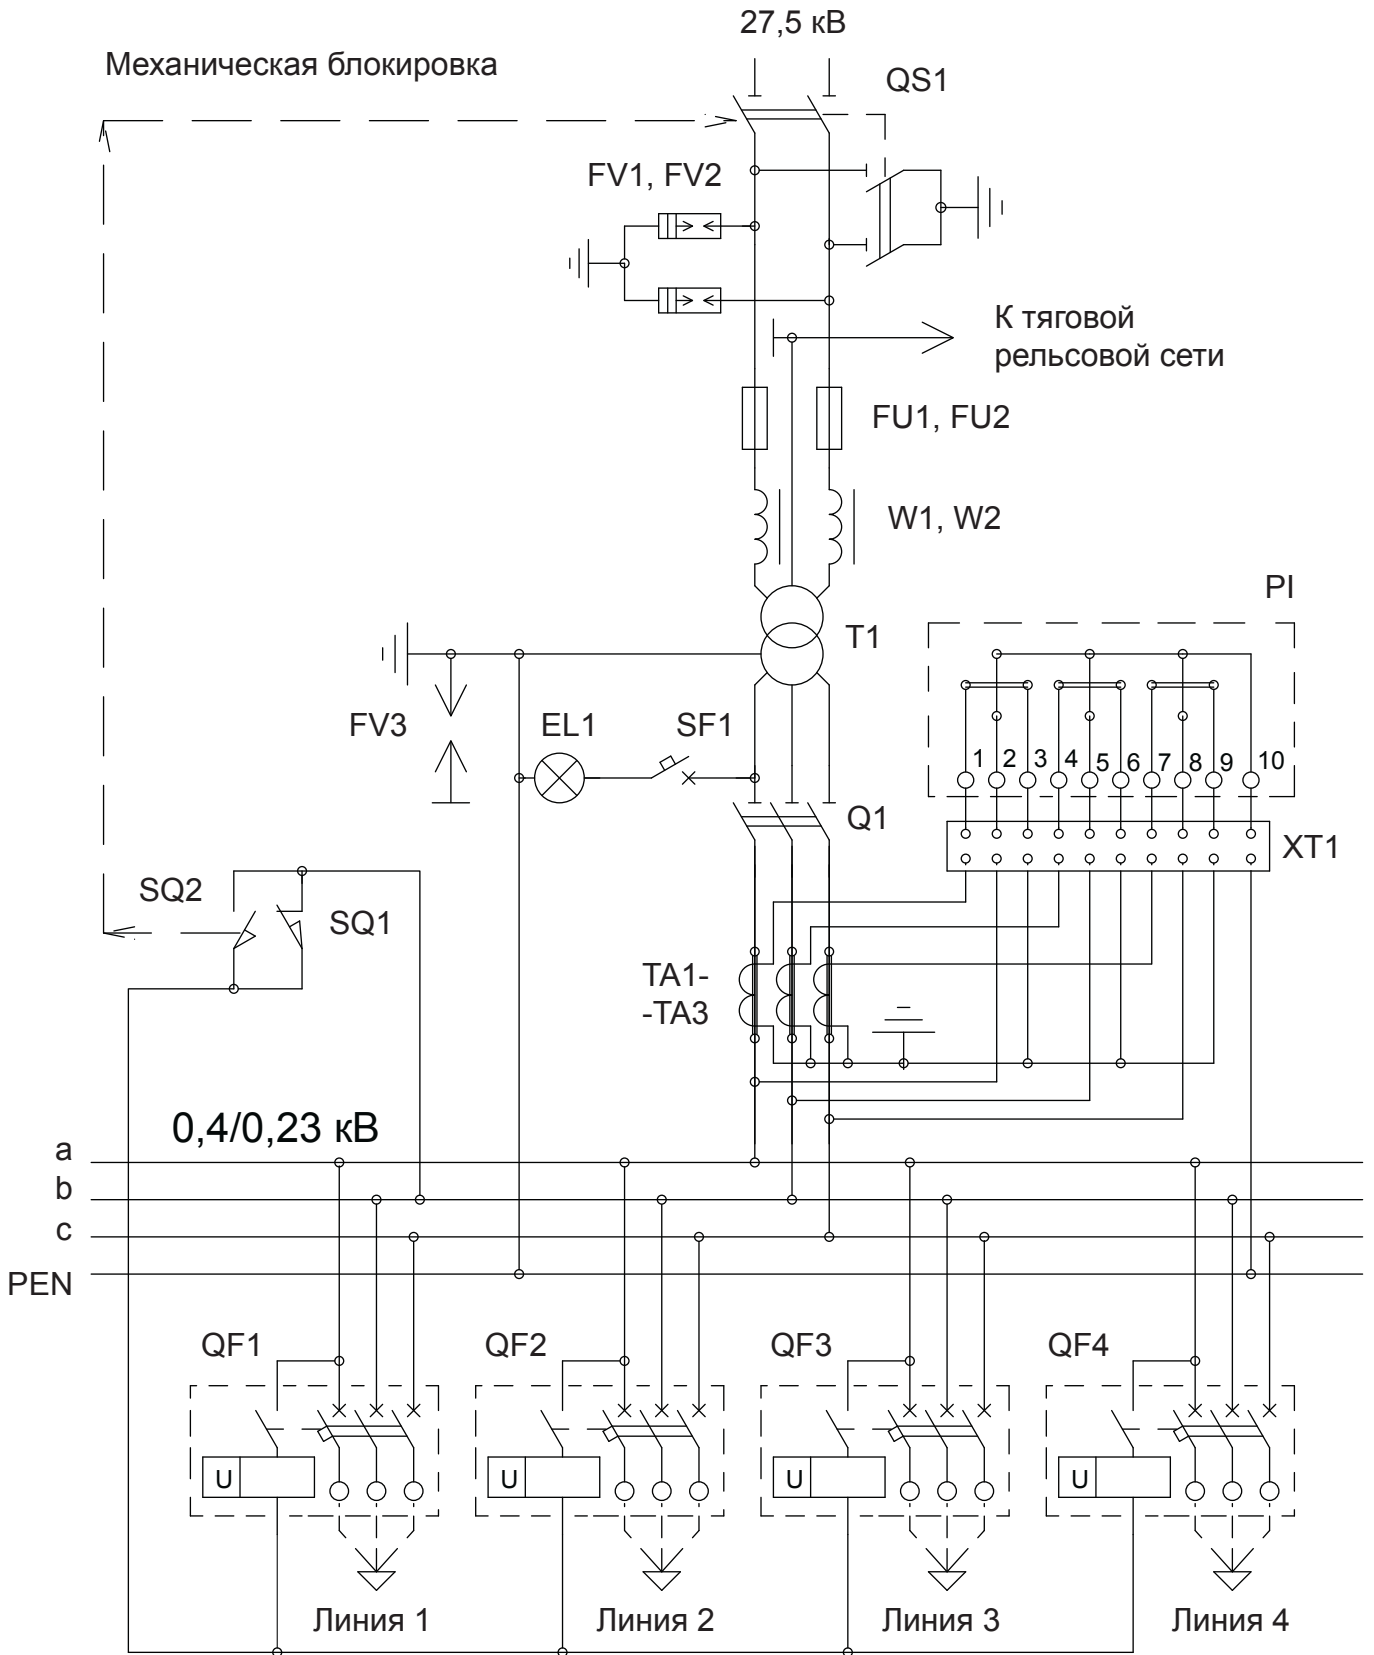 27,5 кВ
Механическая блокировка
QS1
FV1, FV2
К тяговой
рельсовой сети
FU1, FU2
W1, W2
PI
T1
FV3
EL1
SF1
1 2 3 4 5 6 7 8 9 10
Q1
XT1
SQ2
SQ1
TA1-
-TA3
0,4/0,23 кВ
a
b
c
PEN
QF1
QF2
QF3
QF4
U
U
U
U
Линия 1
Линия 2
Линия 3
Линия 4